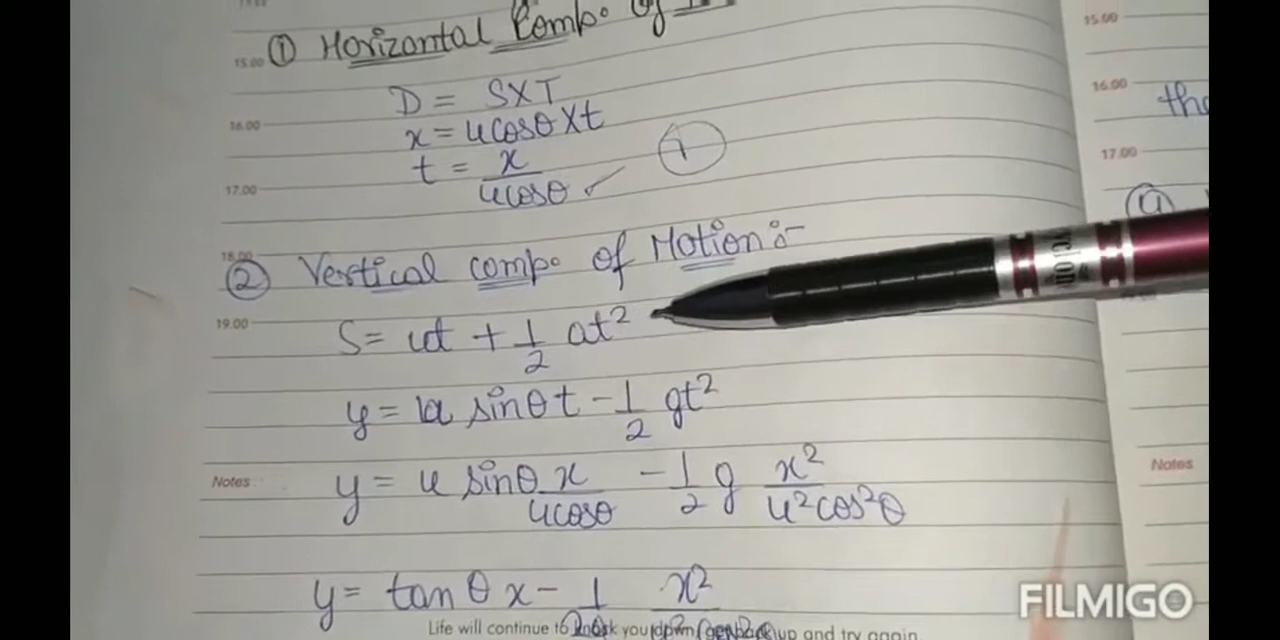 15.00
① Horizontal Compo of
15.00
D = S×T
16.00
x = u cosθ × t
16.00
the
t = x / u cosθ ✓
①
17.00
17.00
18.00
② Vertical compo of Motion :-
19.00
S = ut + 1/2 at²
y = u sinθ t - 1/2 gt²
Notes
Notes :
y = u sinθ x / u cosθ - 1/2 g x² / u² cos²θ
y = tanθ x - 1 x²
Life will continue to knock you down, get back up and try again
FILMIGO